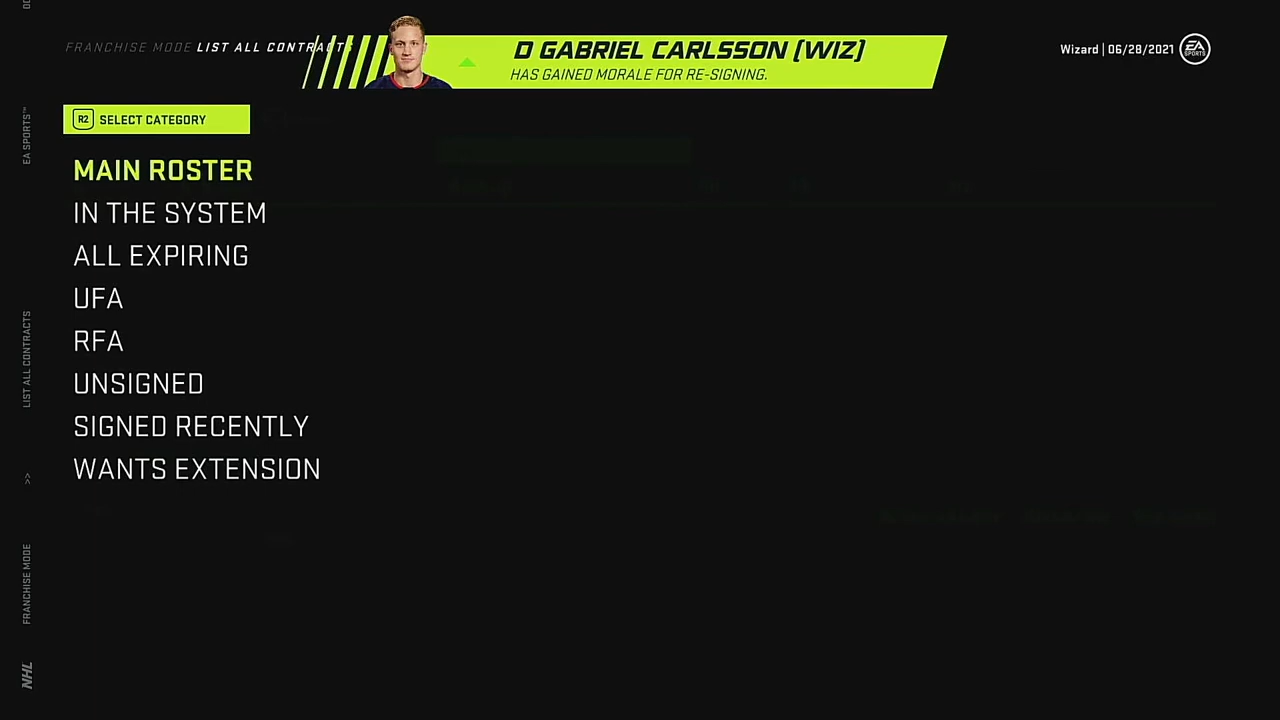 FRANCHISE MODE LIST ALL CONTRACTS
D GABRIEL CARLSSON (WIZ)
HAS GAINED MORALE FOR RE-SIGNING.
Wizard | 06/28/2021
EA SPORTS
R2 SELECT CATEGORY
MAIN ROSTER
IN THE SYSTEM
ALL EXPIRING
UFA
RFA
UNSIGNED
SIGNED RECENTLY
WANTS EXTENSION
NHL
FRANCHISE MODE
>>
LIST ALL CONTRACTS
EA SPORTS™